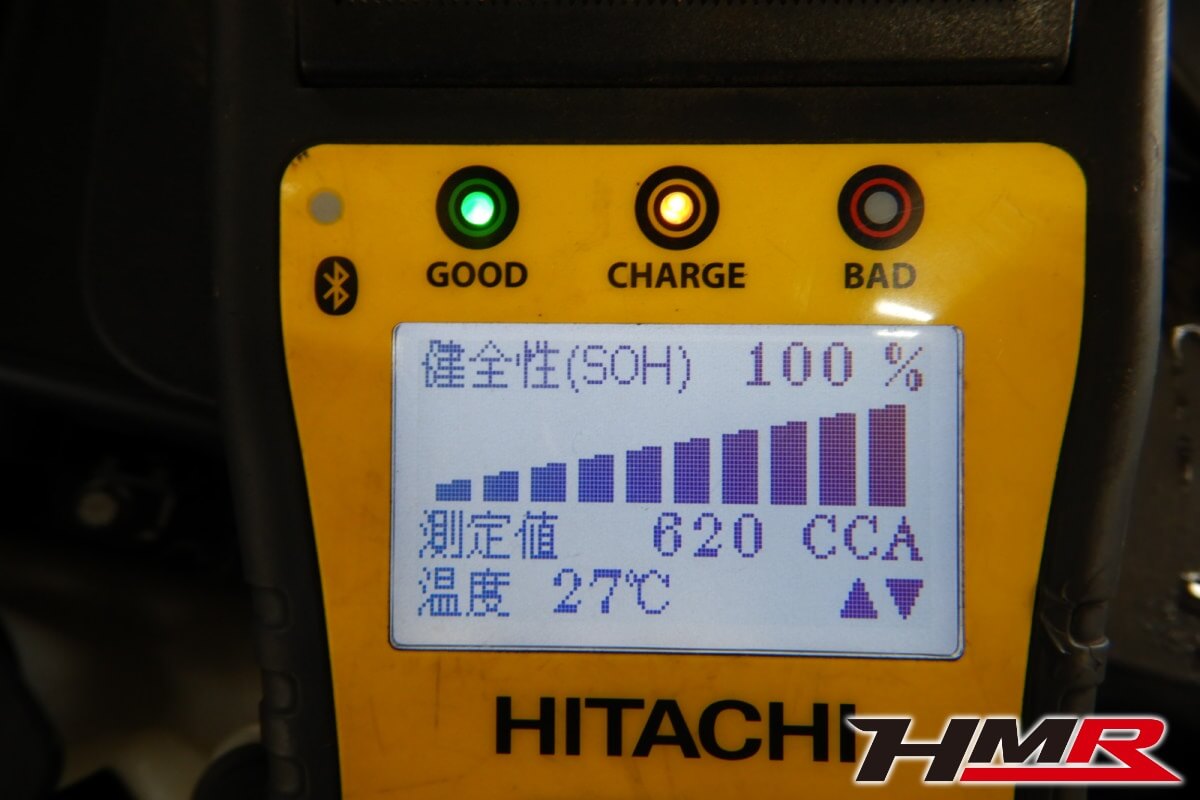 GOOD CHARGE BAD
健全性(SOH) 100 %
測定値 620 CCA
温度 27℃ ▲▼
HITACHI
HMR